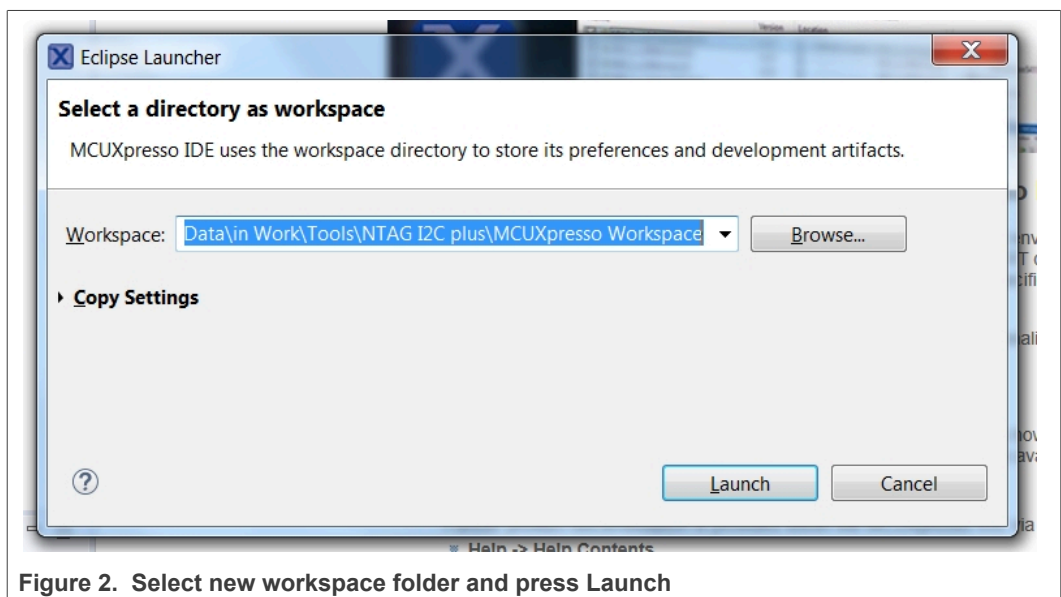 Eclipse Launcher
Select a directory as workspace
MCUXpresso IDE uses the workspace directory to store its preferences and development artifacts.
Workspace:
Data\in Work\Tools\NTAG I2C plus\MCUXpresso Workspace
Browse...
Copy Settings
Launch
Cancel
Help -> Help Contents
Figure 2. Select new workspace folder and press Launch